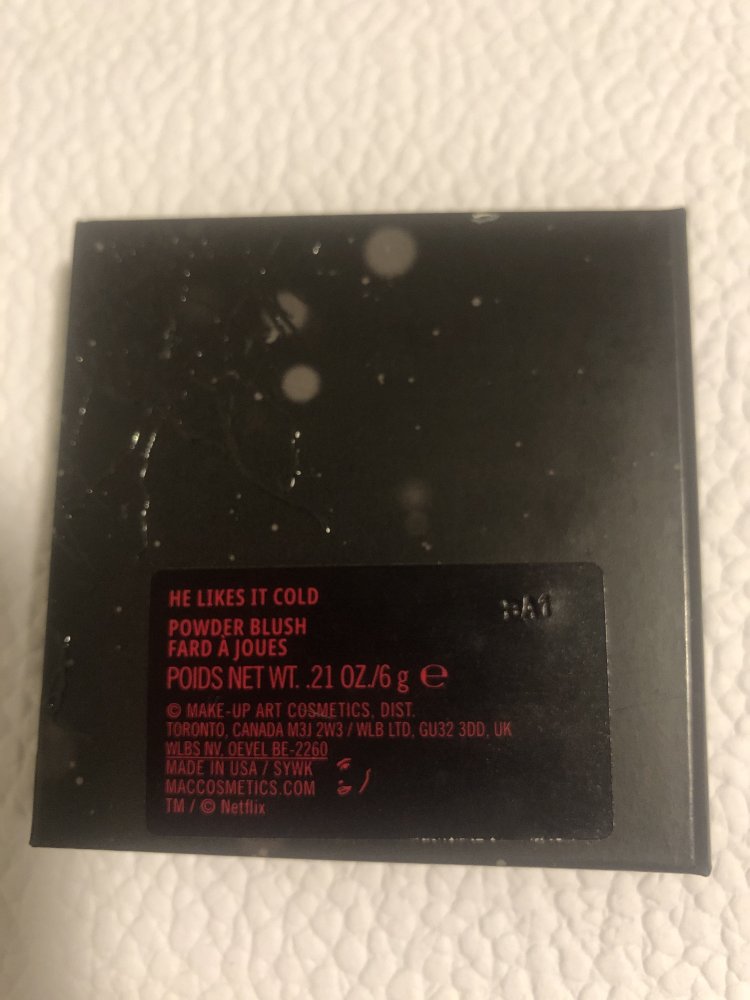 HE LIKES IT COLD
POWDER BLUSH
FARD À JOUES
POIDS NET WT. .21 OZ./6 g ℮
© MAKE-UP ART COSMETICS, DIST.
TORONTO, CANADA M3J 2W3 / WLB LTD, GU32 3DD, UK
WLBS NV, OEVEL BE-2260
MADE IN USA / SYWK
MACCOSMETICS.COM
TM / © Netflix